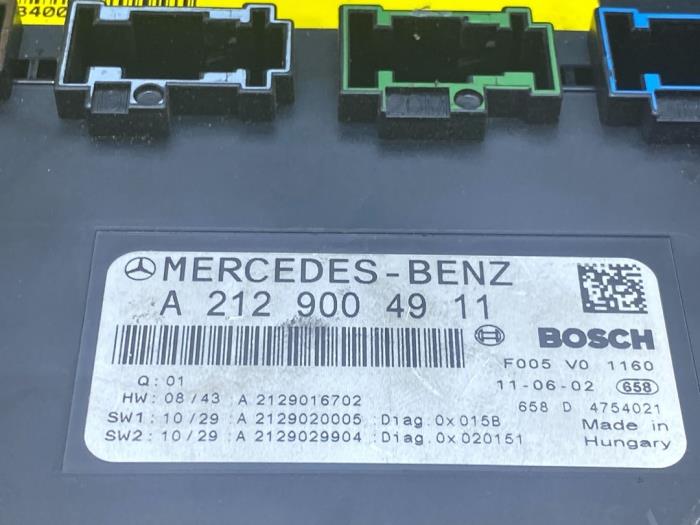 8400
MERCEDES-BENZ
A 212 900 49 11
BOSCH
Q: 01
F005 V0 1160
HW: 08/43 :A 2129016702
11-06-02 658
SW1: 10/29 :A 2129020005 :Diag.0x015B
658 D 4754021
SW2: 10/29 :A 2129029904 :Diag.0x020151
Made in
Hungary